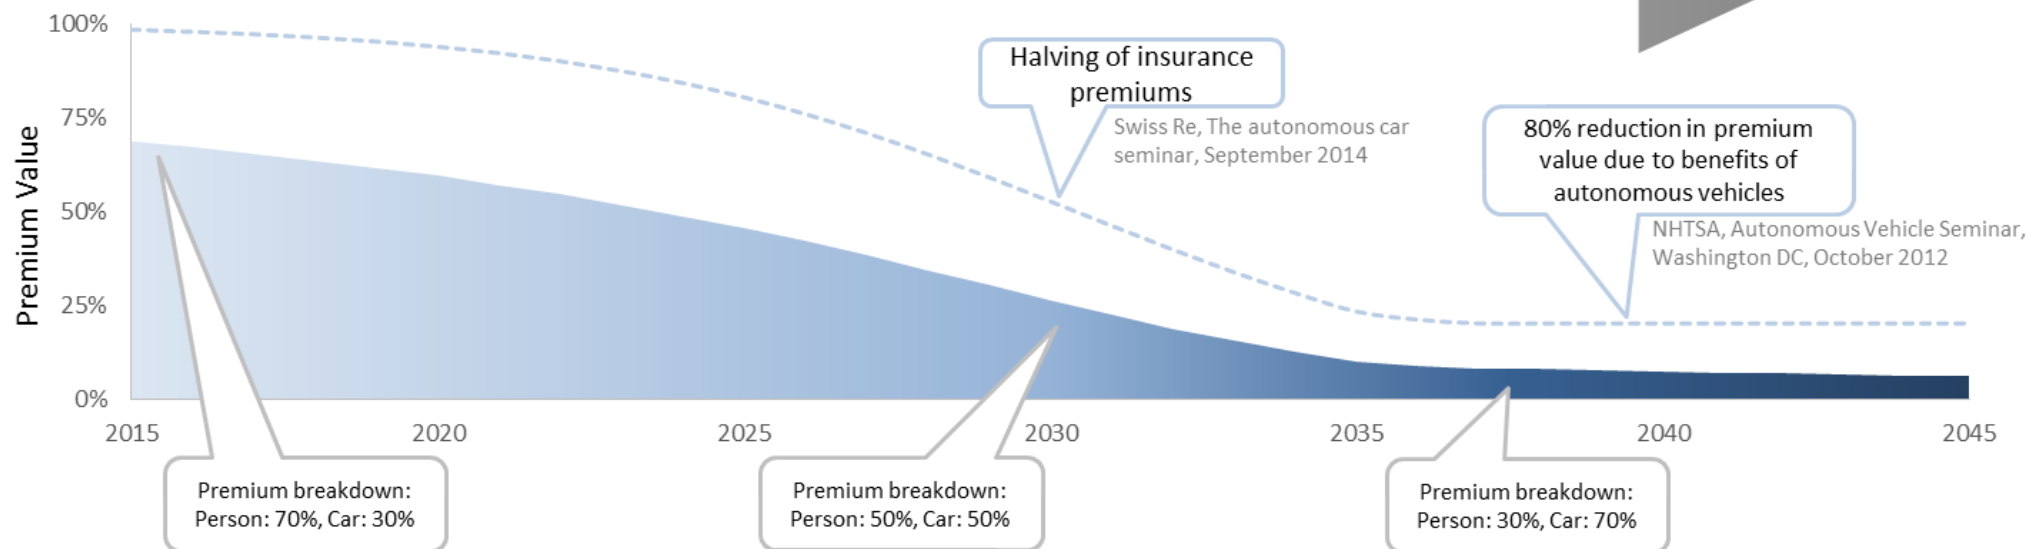 100%
75%
50%
25%
0%
Premium Value
Halving of insurance
premiums
Swiss Re, The autonomous car
seminar, September 2014
80% reduction in premium
value due to benefits of
autonomous vehicles
NHTSA, Autonomous Vehicle Seminar,
Washington DC, October 2012
2015
2020
2025
2030
2035
2040
2045
Premium breakdown:
Person: 70%, Car: 30%
Premium breakdown:
Person: 50%, Car: 50%
Premium breakdown:
Person: 30%, Car: 70%